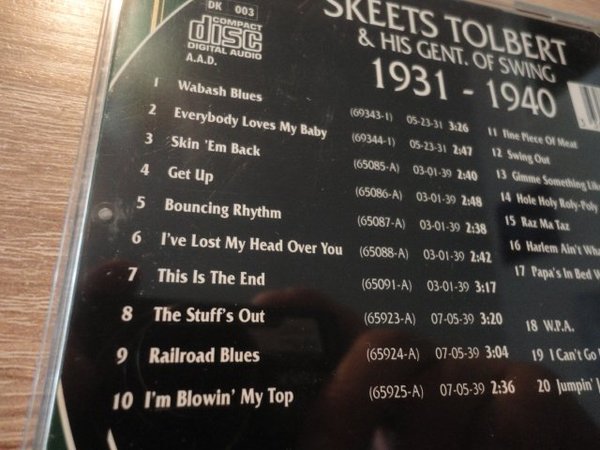 DK 003
COMPACT
disc
DIGITAL AUDIO
A.A.D.
SKEETS TOLBERT
& HIS GENT. OF SWING
1931 - 1940
1 Wabash Blues (69343-1) 05-23-31 3:26
2 Everybody Loves My Baby (69344-1) 05-23-31 2:47
3 Skin 'Em Back (65085-A) 03-01-39 2:40
4 Get Up (65086-A) 03-01-39 2:48
5 Bouncing Rhythm (65087-A) 03-01-39 2:38
6 I've Lost My Head Over You (65088-A) 03-01-39 2:42
7 This Is The End (65091-A) 03-01-39 3:17
8 The Stuff's Out (65923-A) 07-05-39 3:20
9 Railroad Blues (65924-A) 07-05-39 3:04
10 I'm Blowin' My Top (65925-A) 07-05-39 2:36
11 Fine Piece Of Meat
12 Swing Out
13 Gimme Something Like
14 Hole Holy Roly-Poly
15 Raz Ma Taz
16 Harlem Ain't
17 Papa's In Bed
18 W.P.A.
19 I Can't Go
20 Jumpin'